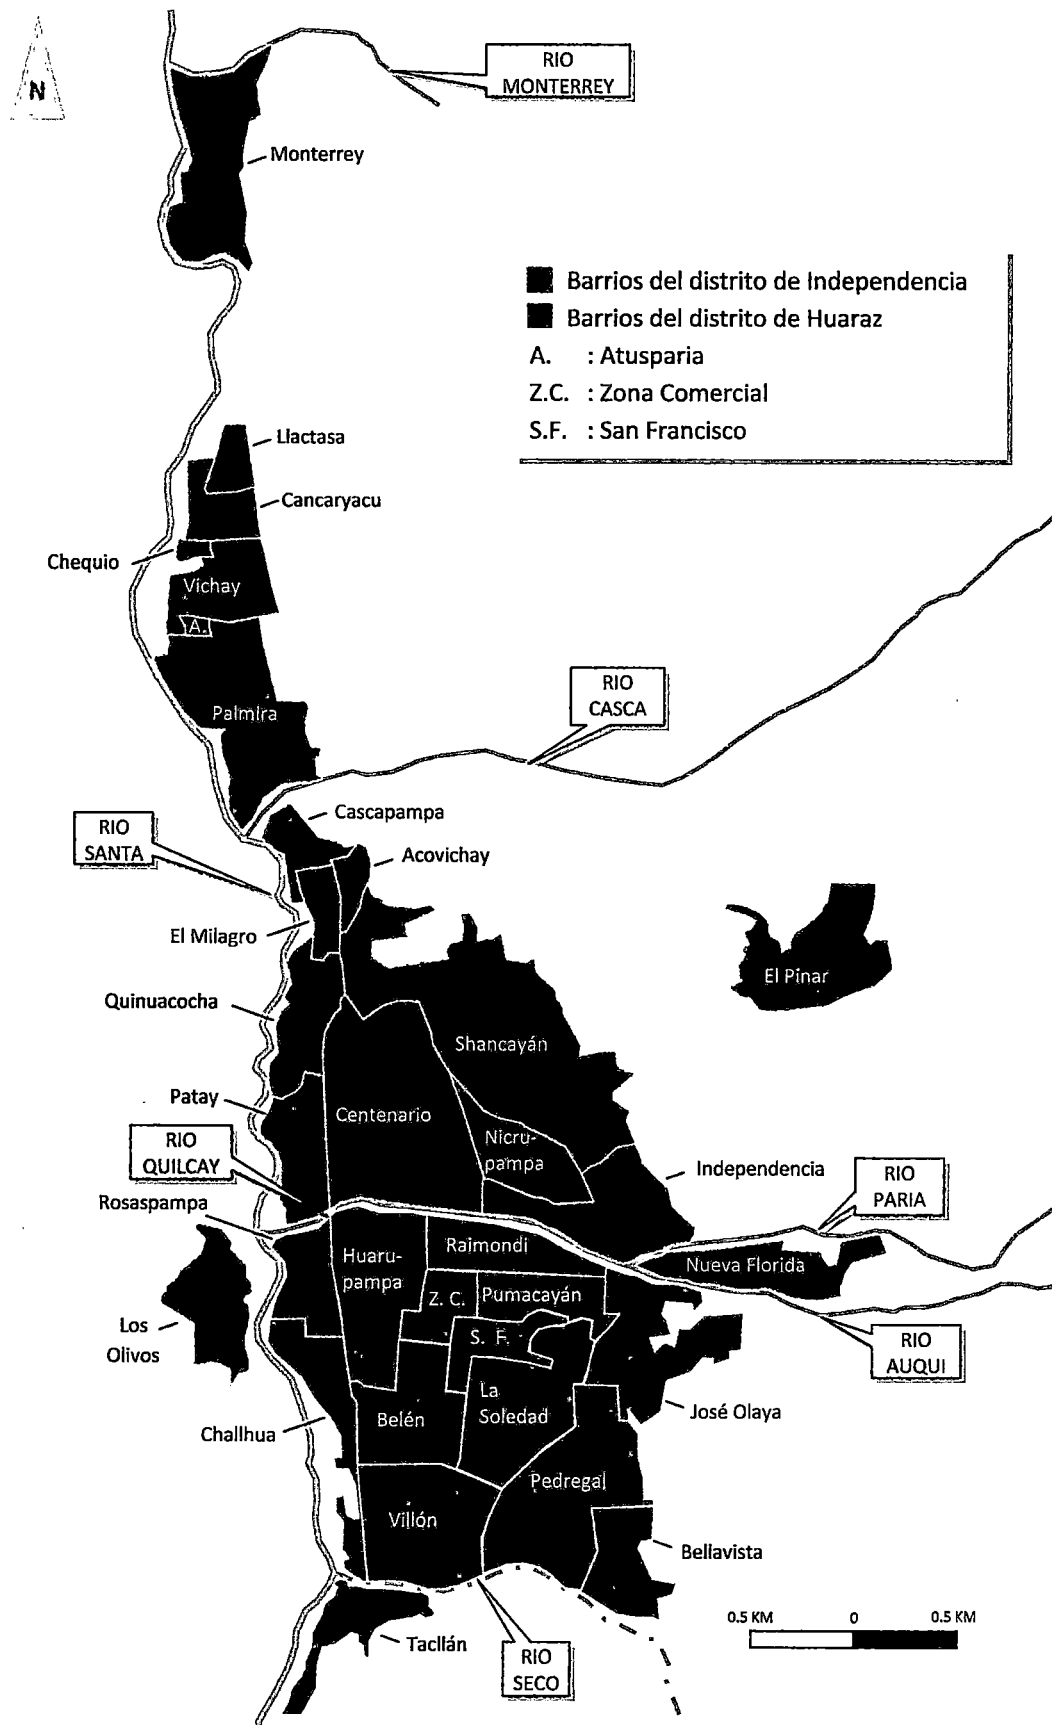 RIO
MONTERREY
N
Monterrey
Barrios del distrito de Independencia
Barrios del distrito de Huaraz
A. : Atusparia
Z.C. : Zona Comercial
S.F. : San Francisco
Llactasa
Cancaryacu
Chequio
Vichay
A.
RIO
CASCA
Palmira
Cascapampa
RIO
SANTA
Acovichay
El Milagro
El Pinar
Quinuacocha
Shancayán
Patay
Centenario
RIO
QUILCAY
Nicru-
pampa
Independencia
RIO
PARIA
Rosaspampa
Huaru-
pampa
Raimondi
Nueva Florida
Z. C.
Pumacayán
Los
Olivos
S. F.
RIO
AUQUI
La
Soledad
José Olaya
Belén
Challhua
Pedregal
Villón
Bellavista
0.5 KM 0 0.5 KM
Tacllán
RIO
SECO